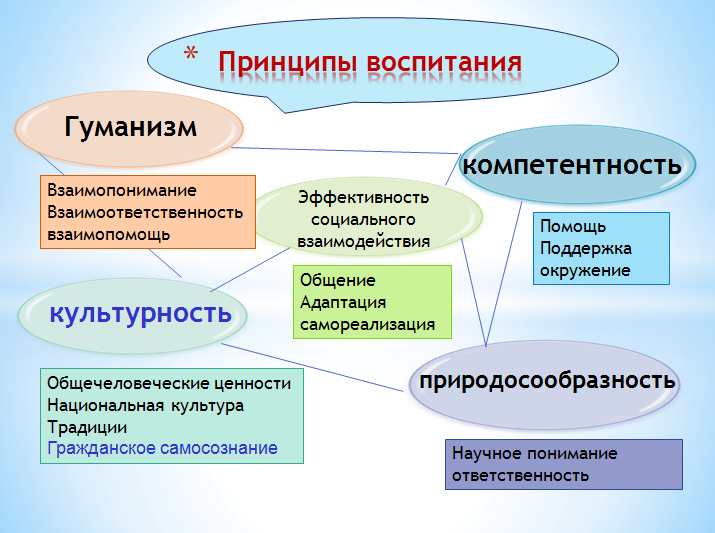 * Принципы воспитания
Гуманизм
Взаимопонимание
Взаимоответственность
взаимопомощь
компетентность
Помощь
Поддержка
окружение
Эффективность
социального
взаимодействия
Общение
Адаптация
самореализация
культурность
Общечеловеческие ценности
Национальная культура
Традиции
Гражданское самосознание
природосообразность
Научное понимание
ответственность